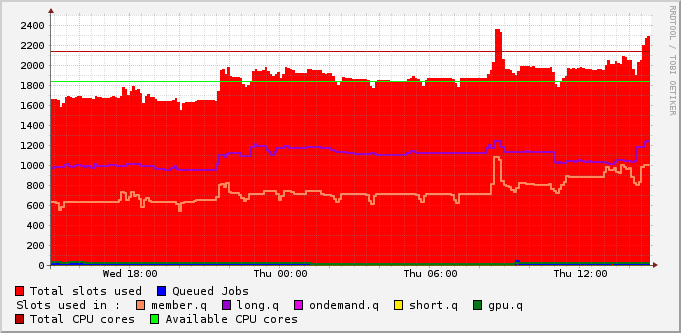 RRDTOOL / TOBI OETIKER
2400
2200
2000
1800
1600
1400
1200
1000
800
600
400
200
0
Wed 18:00 Thu 00:00 Thu 06:00 Thu 12:00
Total slots used Queued Jobs
Slots used in : member.q long.q ondemand.q short.q gpu.q
Total CPU cores Available CPU cores